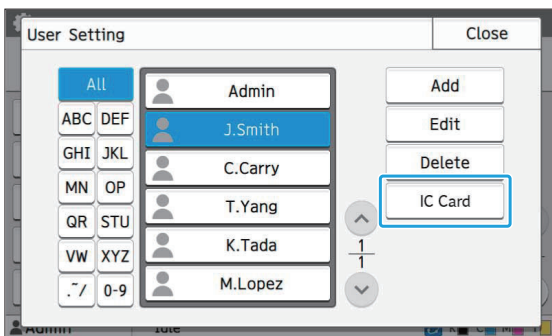 User Setting
Close
All
ABC DEF
GHI JKL
MN OP
QR STU
VW XYZ
.~/ 0-9
Admin
J.Smith
C.Carry
T.Yang
K.Tada
M.Lopez
1
1
Add
Edit
Delete
IC Card